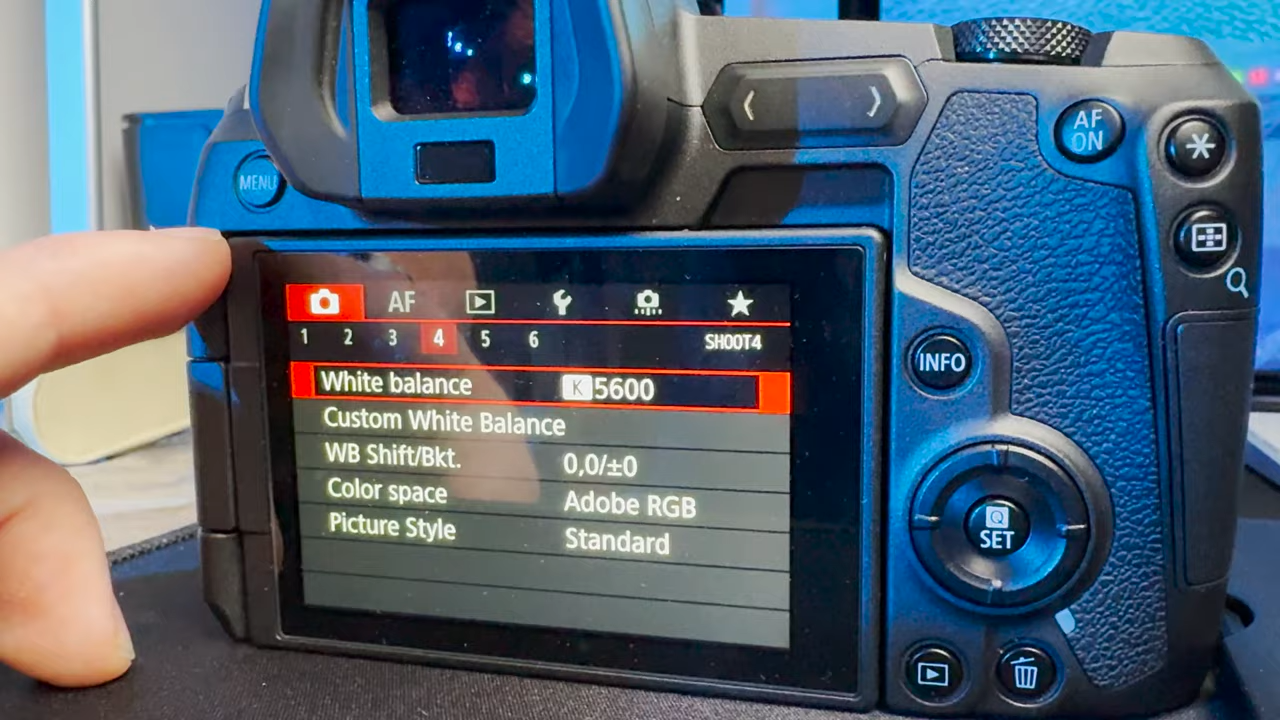 AF
ON
MENU
AF
1 2 3 4 5 6 SHOOT4
White balance K 5600
Custom White Balance
WB Shift/Bkt. 0,0/±0
Color space Adobe RGB
Picture Style Standard
INFO
Q
SET